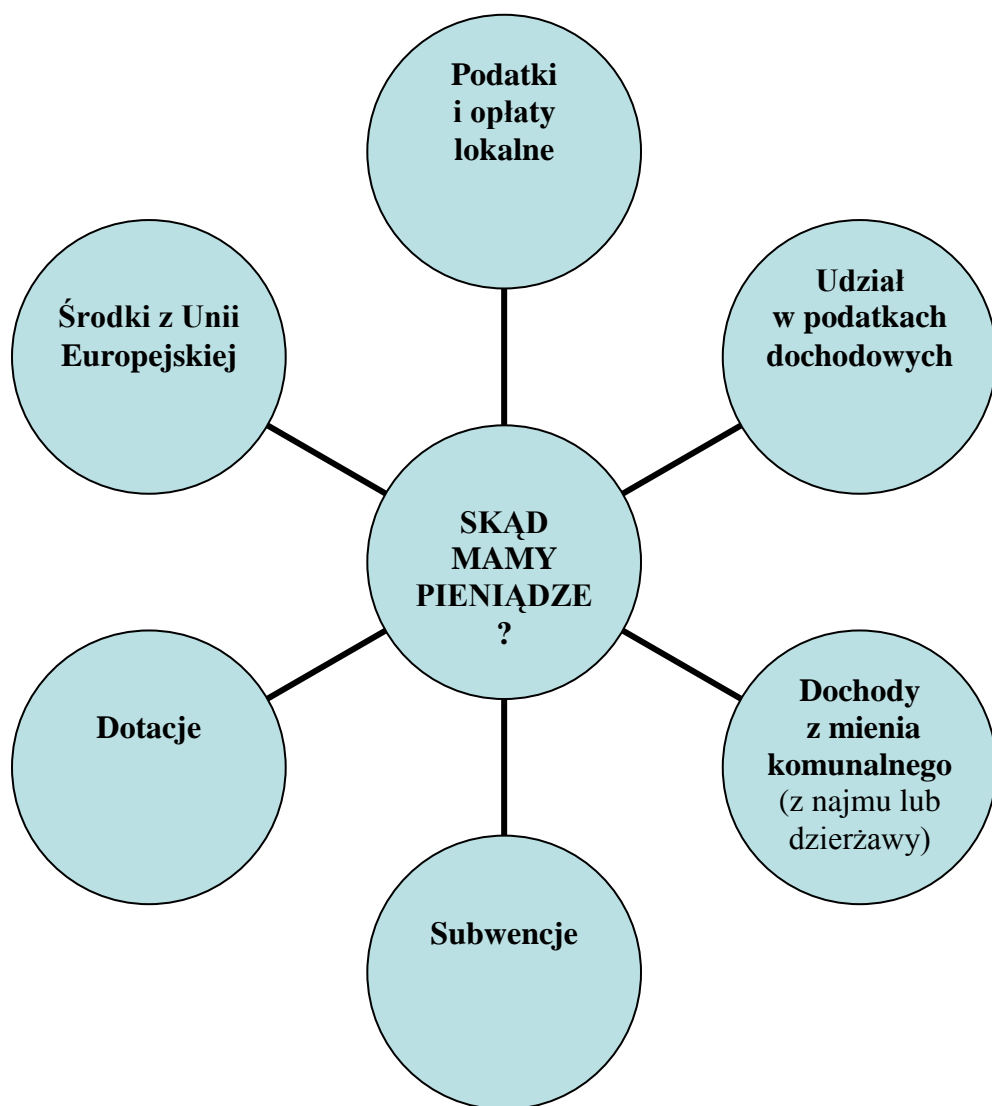 Podatki
i opłaty
lokalne
Udział
w podatkach
dochodowych
Środki z Unii
Europejskiej
SKĄD
MAMY
PIENIĄDZE
?
Dochody
z mienia
komunalnego
(z najmu lub
dzierżawy)
Dotacje
Subwencje